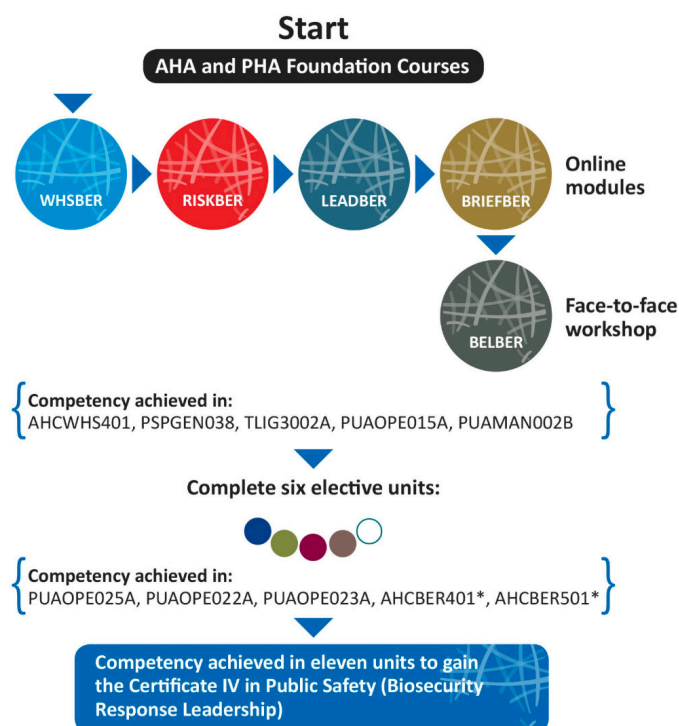 Start
AHA and PHA Foundation Courses
WHSBER
RISKBER
LEADBER
BRIEFBER
Online
modules
BELBER
Face-to-face
workshop
Competency achieved in:
AHCWHS401, PSPGEN038, TLIG3002A, PUAOPE015A, PUAMAN002B
Complete six elective units:
Competency achieved in:
PUAOPE025A, PUAOPE022A, PUAOPE023A, AHCBER401*, AHCBER501*
Competency achieved in eleven units to gain
the Certificate IV in Public Safety (Biosecurity
Response Leadership)